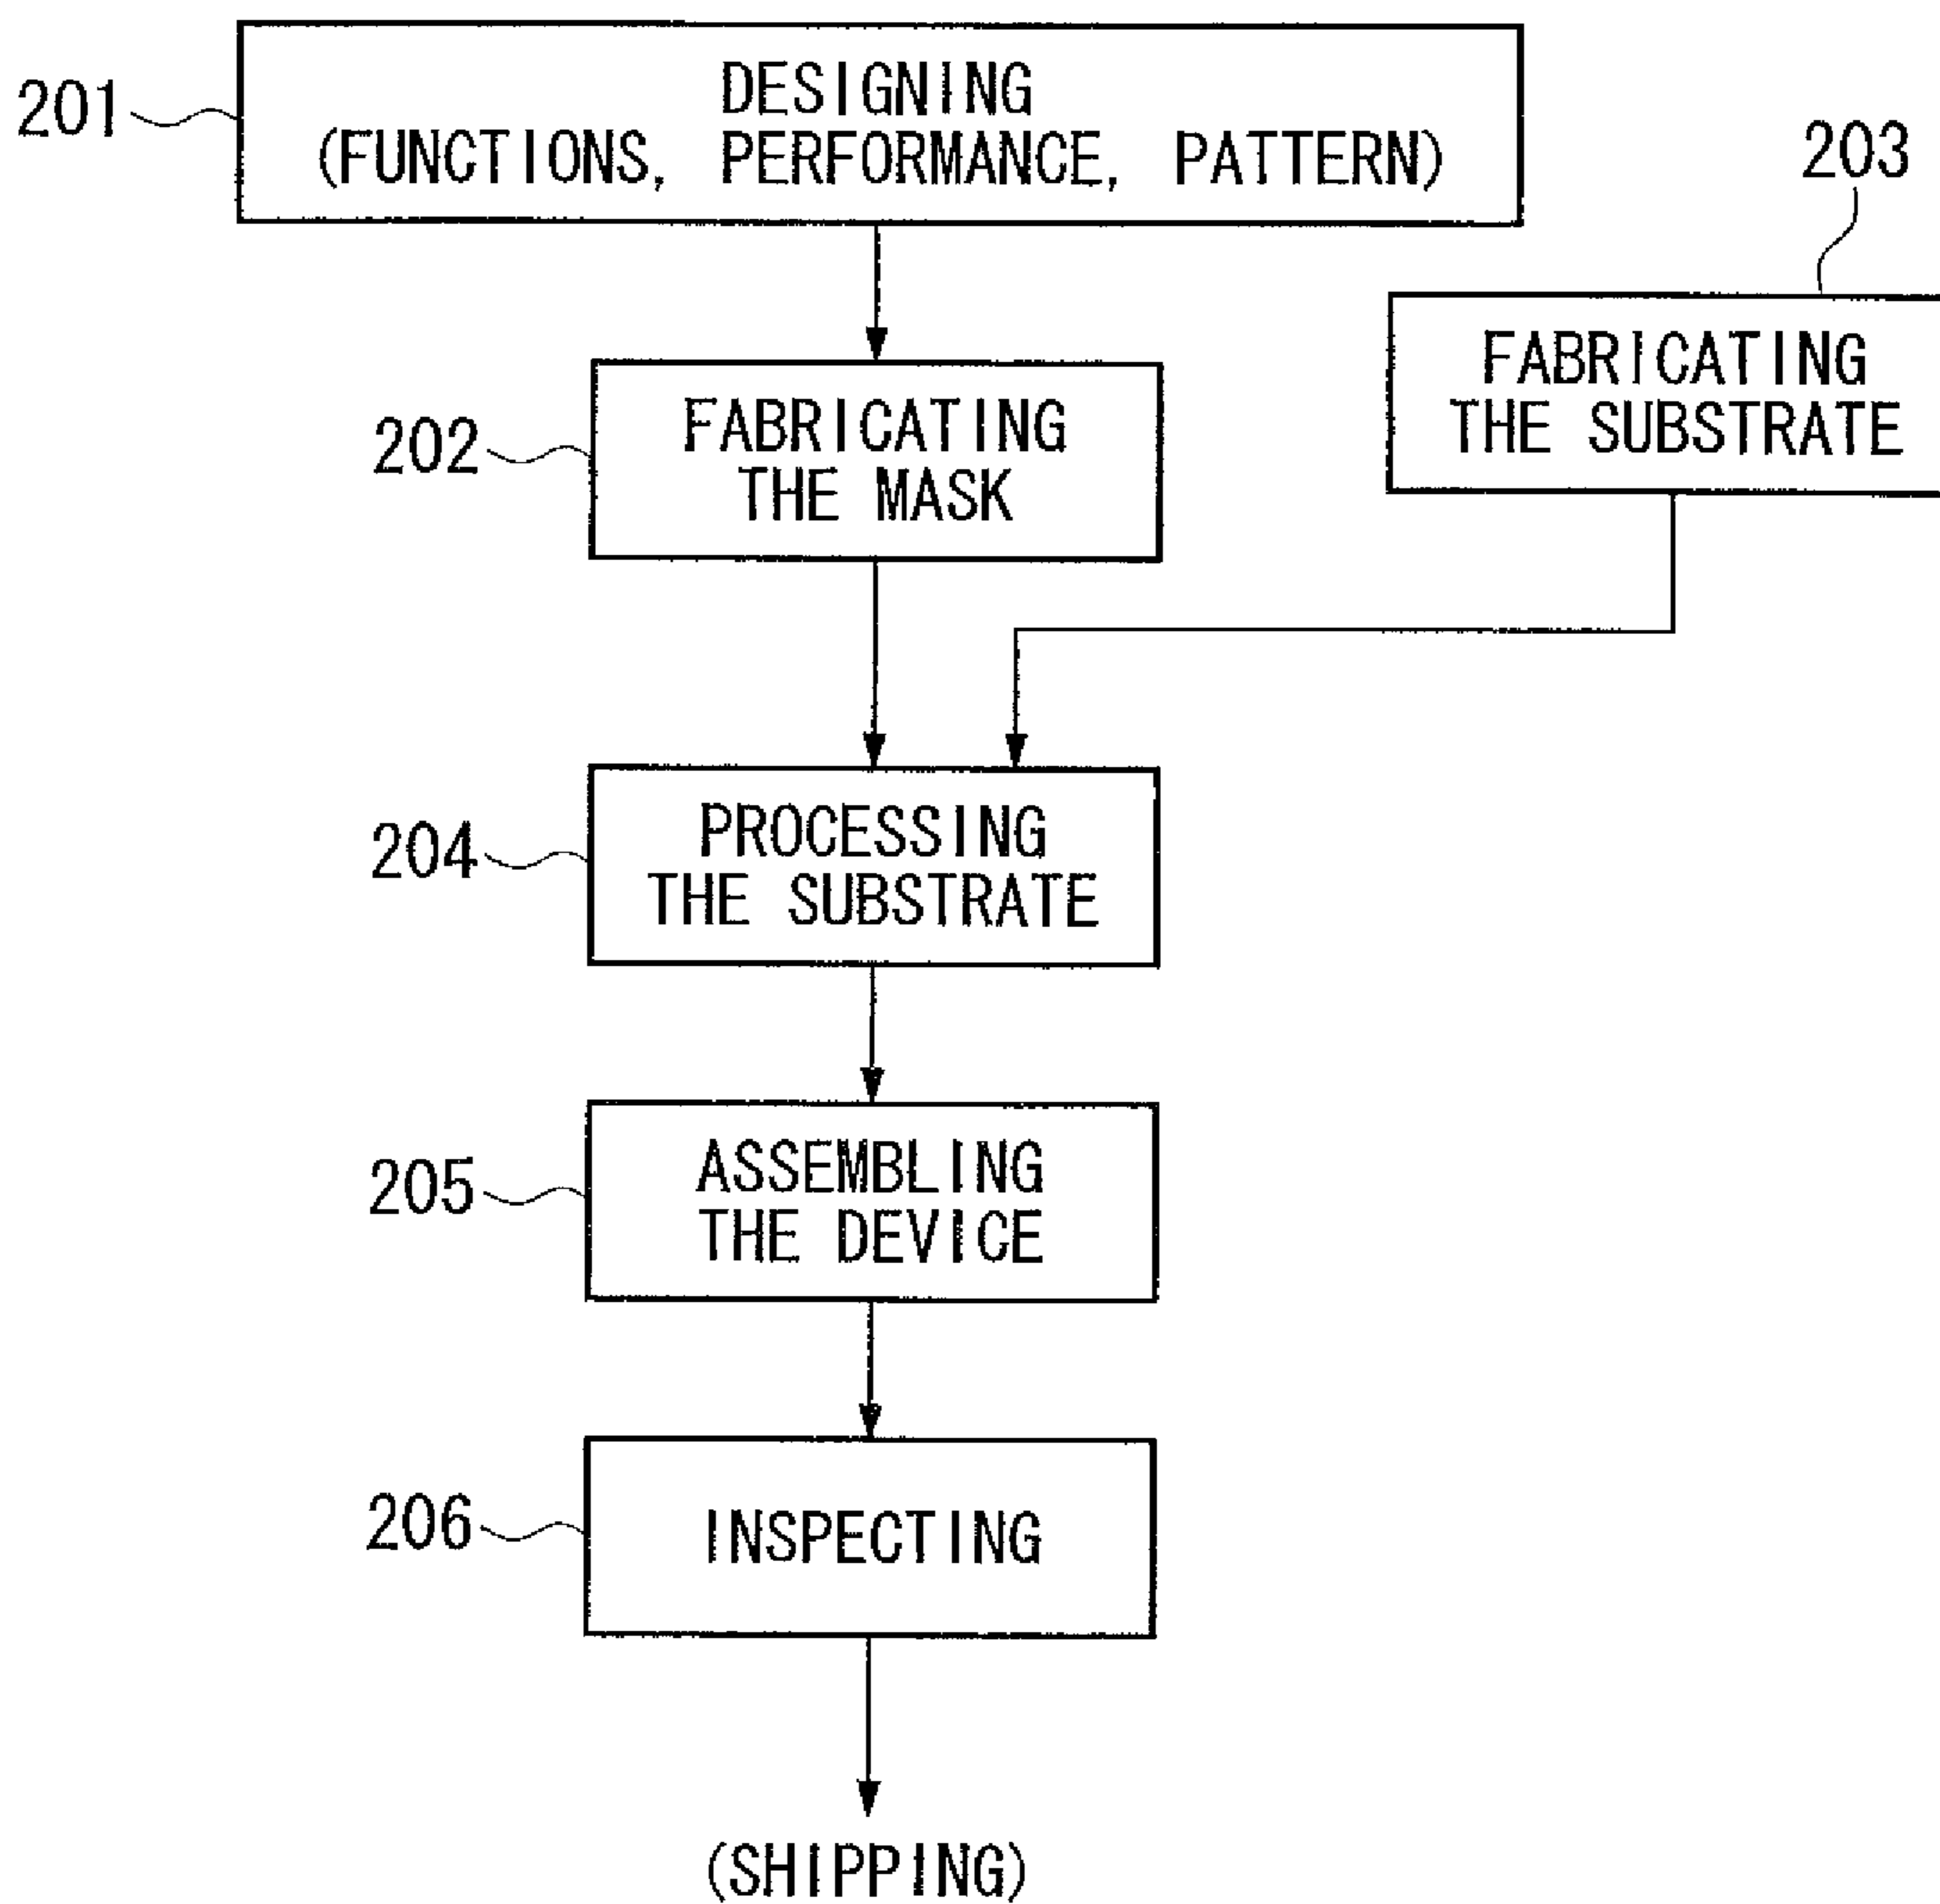 201
DESIGNING
(FUNCTIONS, PERFORMANCE, PATTERN)
203
FABRICATING
THE SUBSTRATE
202
FABRICATING
THE MASK
204
PROCESSING
THE SUBSTRATE
205
ASSEMBLING
THE DEVICE
206
INSPECTING
(SHIPPING)